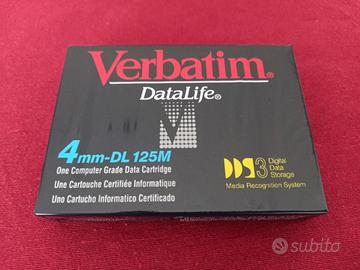 Verbatim®
DataLife®
4mm-DL 125M
One Computer Grade Data Cartridge
Une Cartouche Certifiée Informatique
Uno Cartucho Informatico Certificado
DDS3 Digital
Data
Storage
Media Recognition System
subito